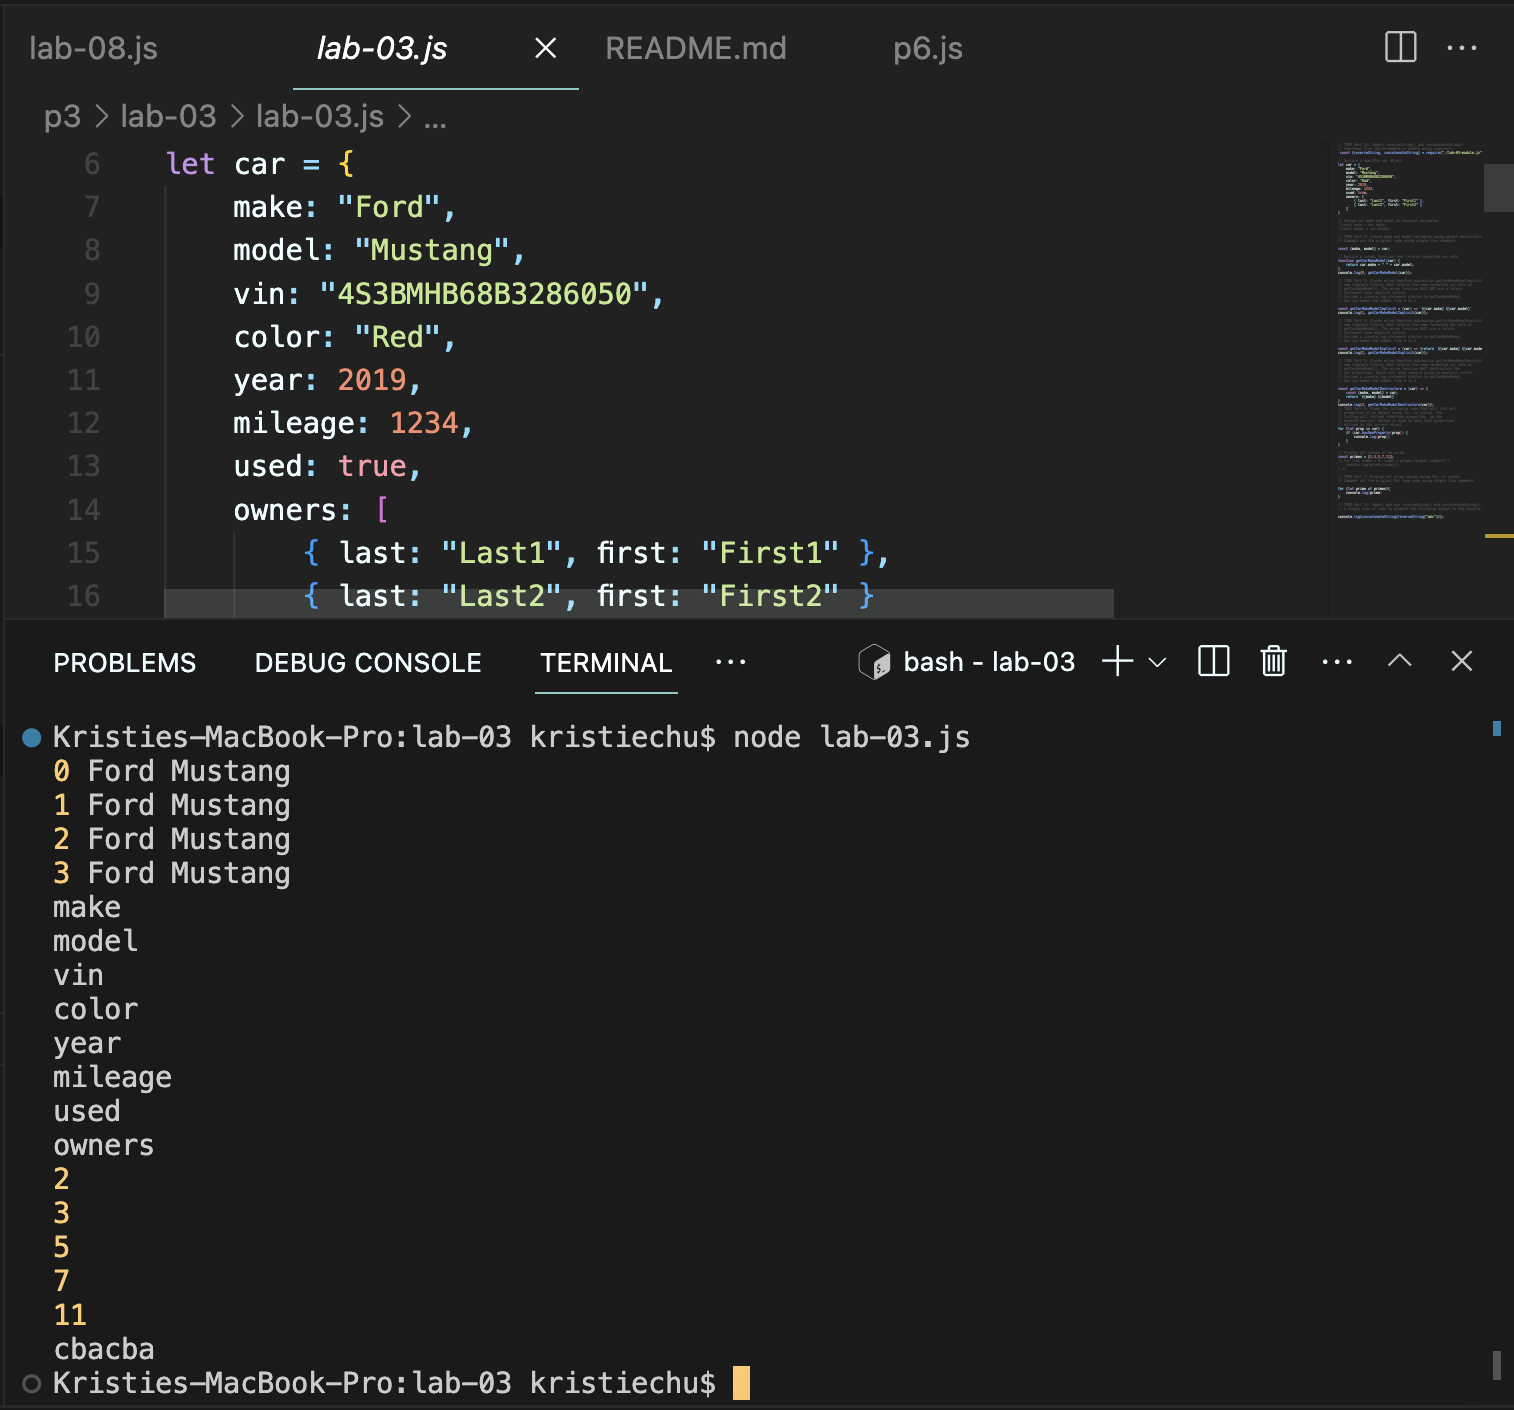 lab-08.js lab-03.js README.md p6.js
p3 > lab-03 > lab-03.js > ...
6 let car = {
7 make: "Ford",
8 model: "Mustang",
9 vin: "4S3BMHB68B3286050",
10 color: "Red",
11 year: 2019,
12 mileage: 1234,
13 used: true,
14 owners: [
15 { last: "Last1", first: "First1" },
16 { last: "Last2", first: "First2" }
PROBLEMS DEBUG CONSOLE TERMINAL ... bash - lab-03
Kristies-MacBook-Pro:lab-03 kristiechu$ node lab-03.js
0 Ford Mustang
1 Ford Mustang
2 Ford Mustang
3 Ford Mustang
make
model
vin
color
year
mileage
used
owners
2
3
5
7
11
cbacba
Kristies-MacBook-Pro:lab-03 kristiechu$